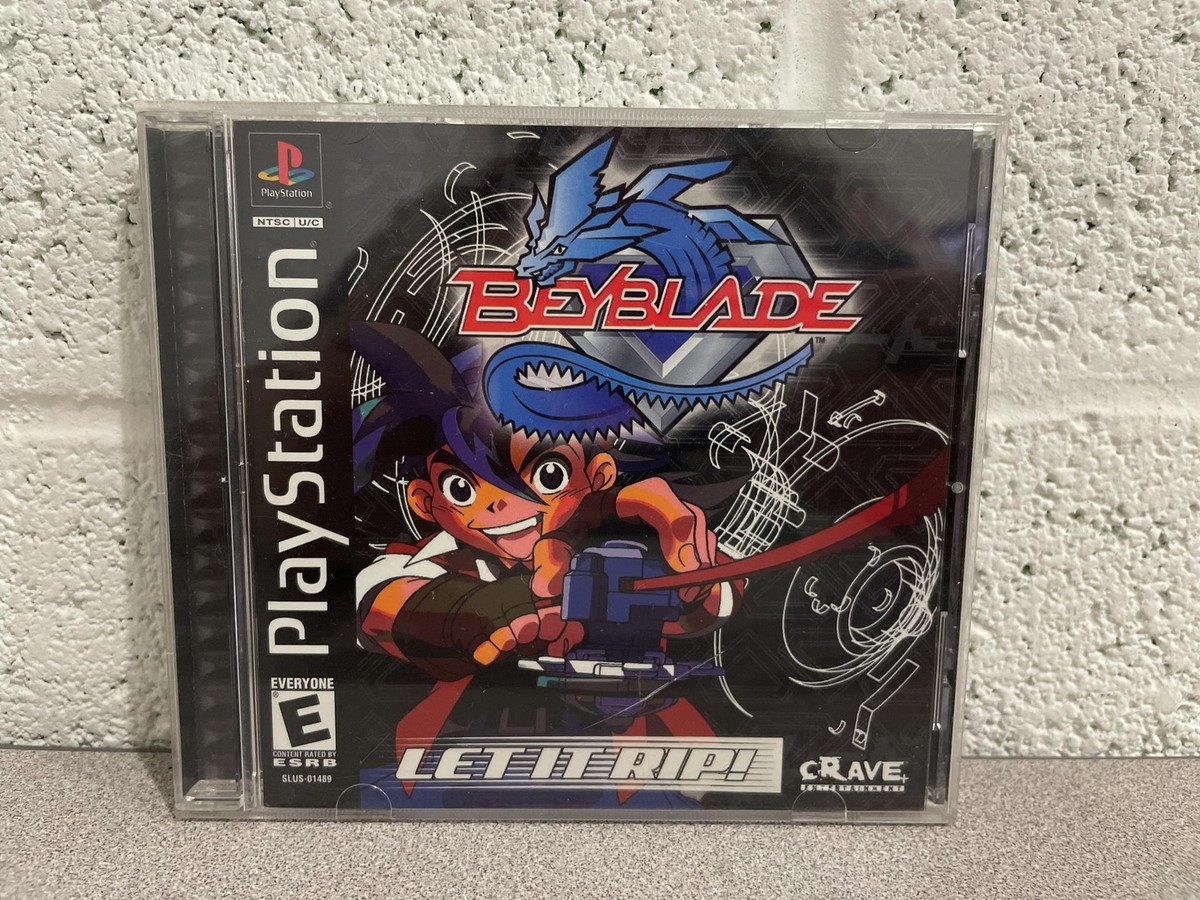 PlayStation
®
NTSC U/C
PlayStation
®
BEYBLADE
™
EVERYONE
E
®
CONTENT RATED BY
ESRB
SLUS-01489
LET IT RIP!
CRAVE
ENTERTAINMENT